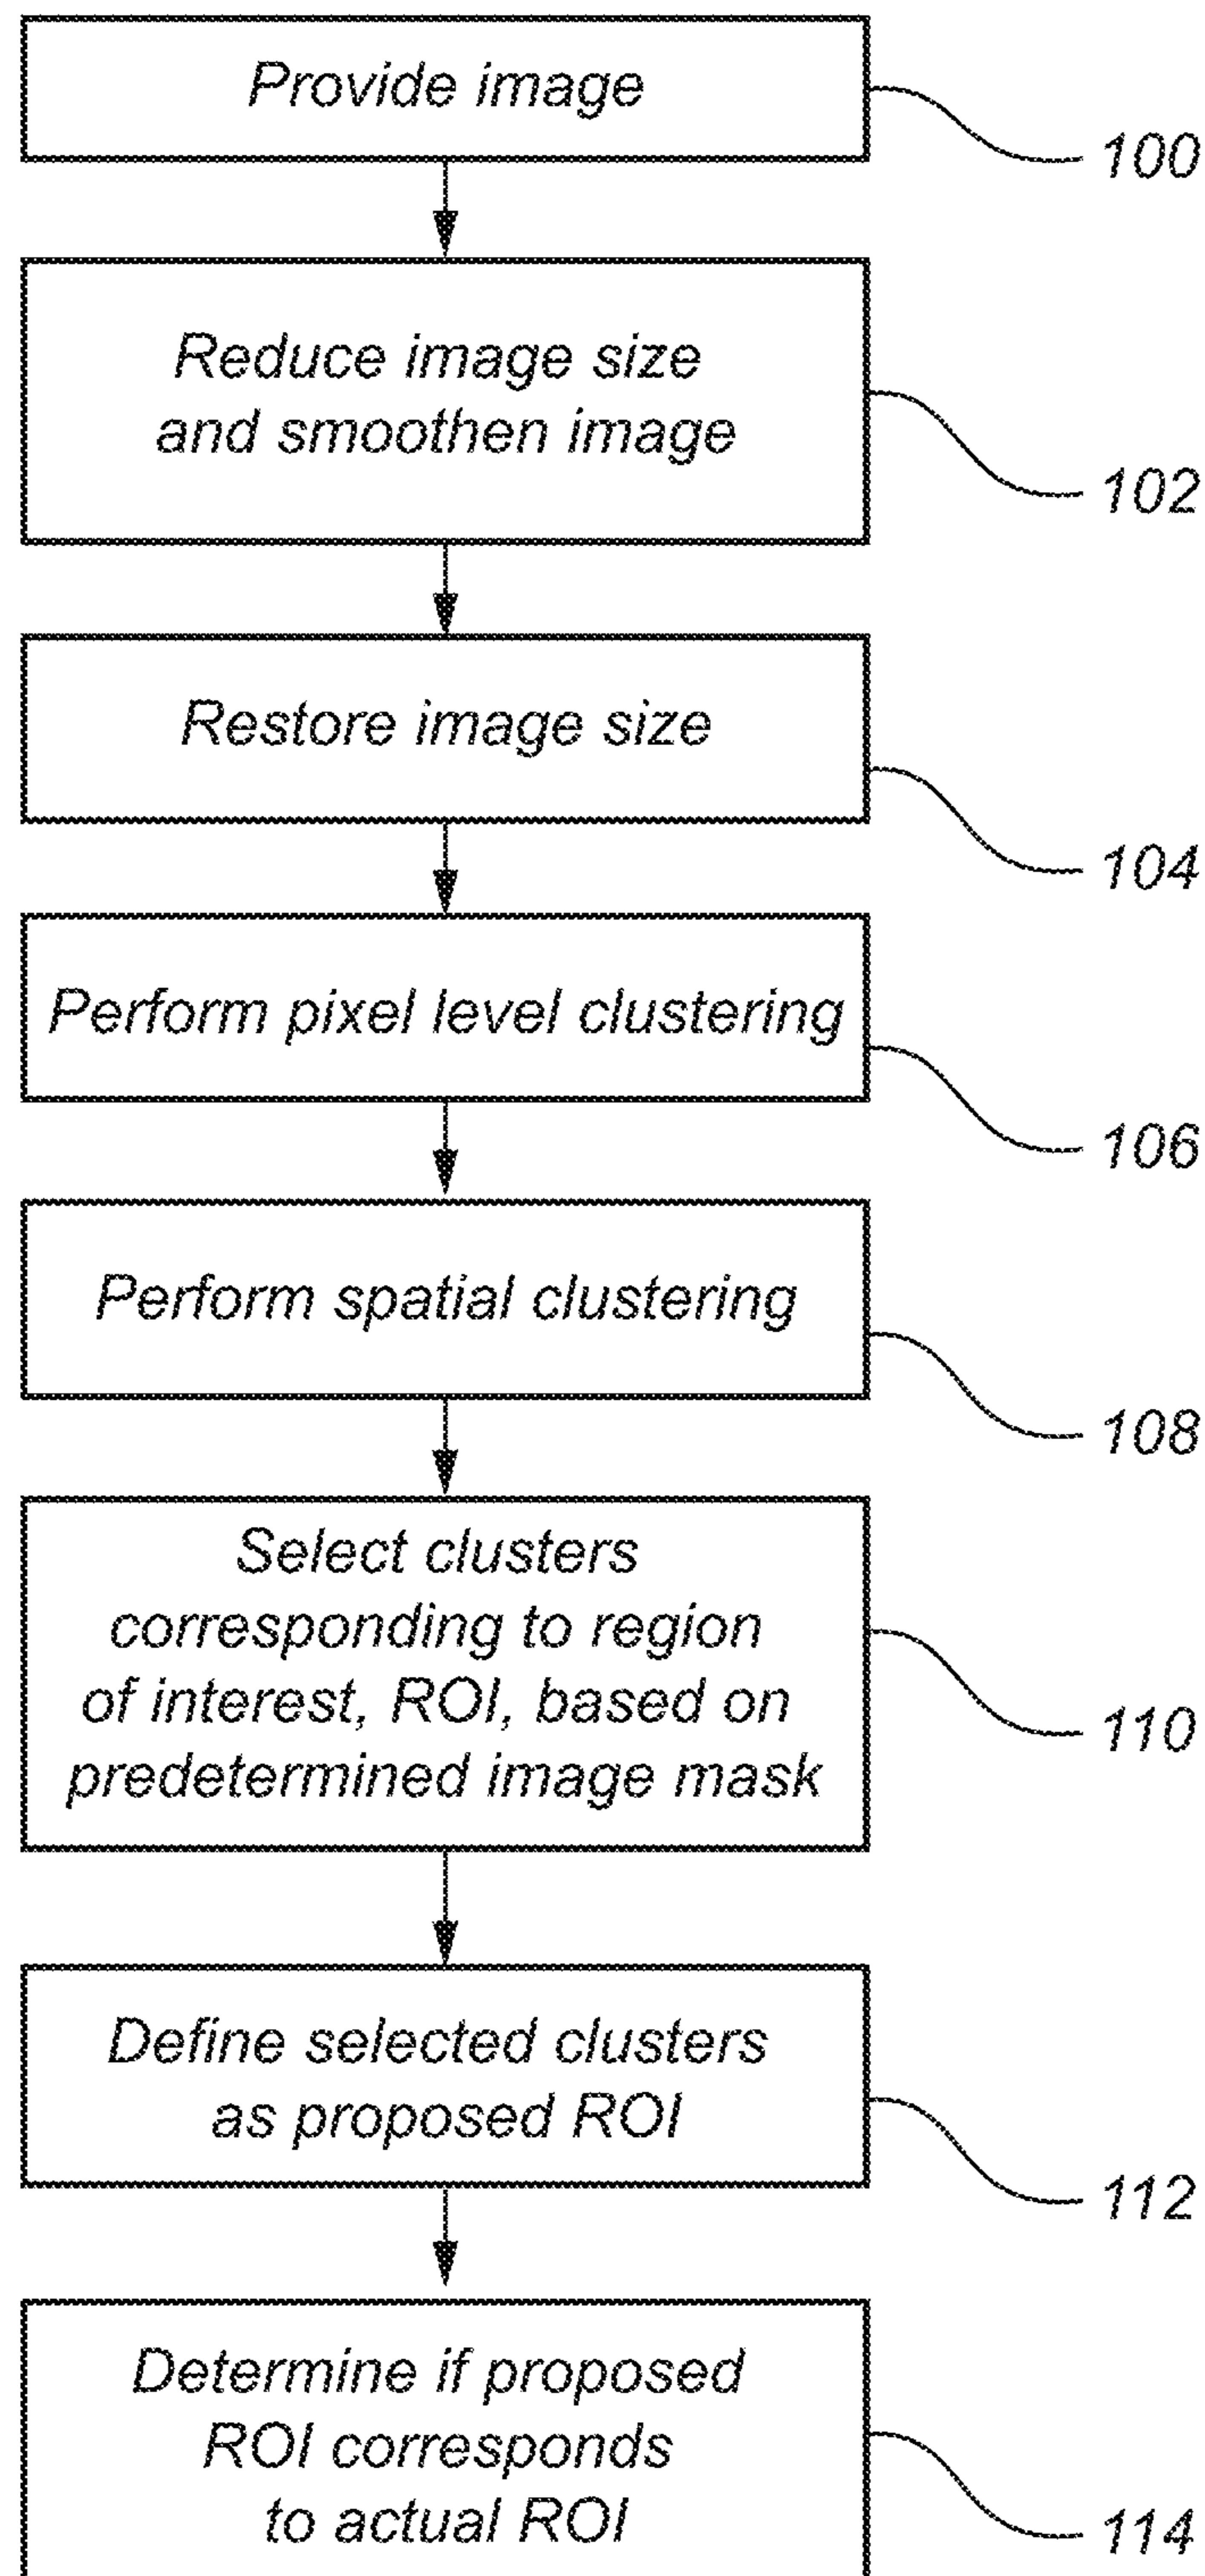 Provide image
100
Reduce image size
and smoothen image
102
Restore image size
104
Perform pixel level clustering
106
Perform spatial clustering
108
Select clusters
corresponding to region
of interest, ROI, based on
predetermined image mask
110
Define selected clusters
as proposed ROI
112
Determine if proposed
ROI corresponds
to actual ROI
114